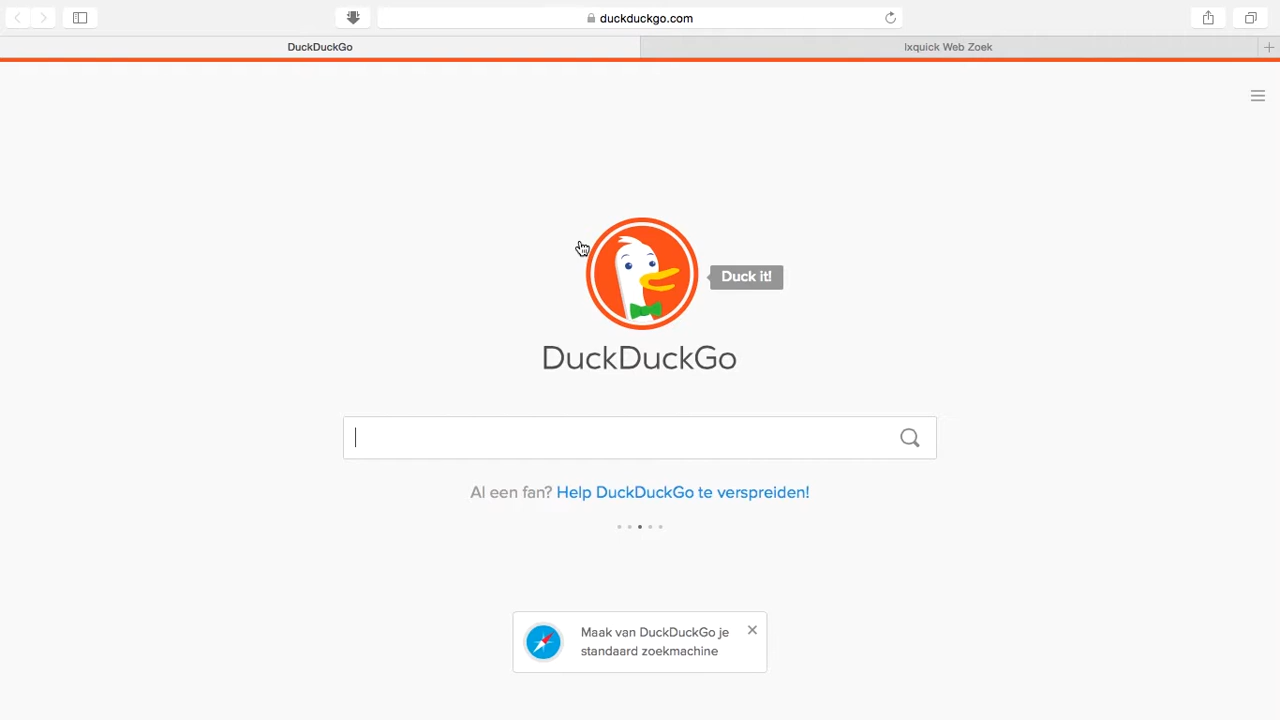 duckduckgo.com
DuckDuckGo
Ixquick Web Zoek
Duck it!
DuckDuckGo
Al een fan? Help DuckDuckGo te verspreiden!
Maak van DuckDuckGo je
standaard zoekmachine